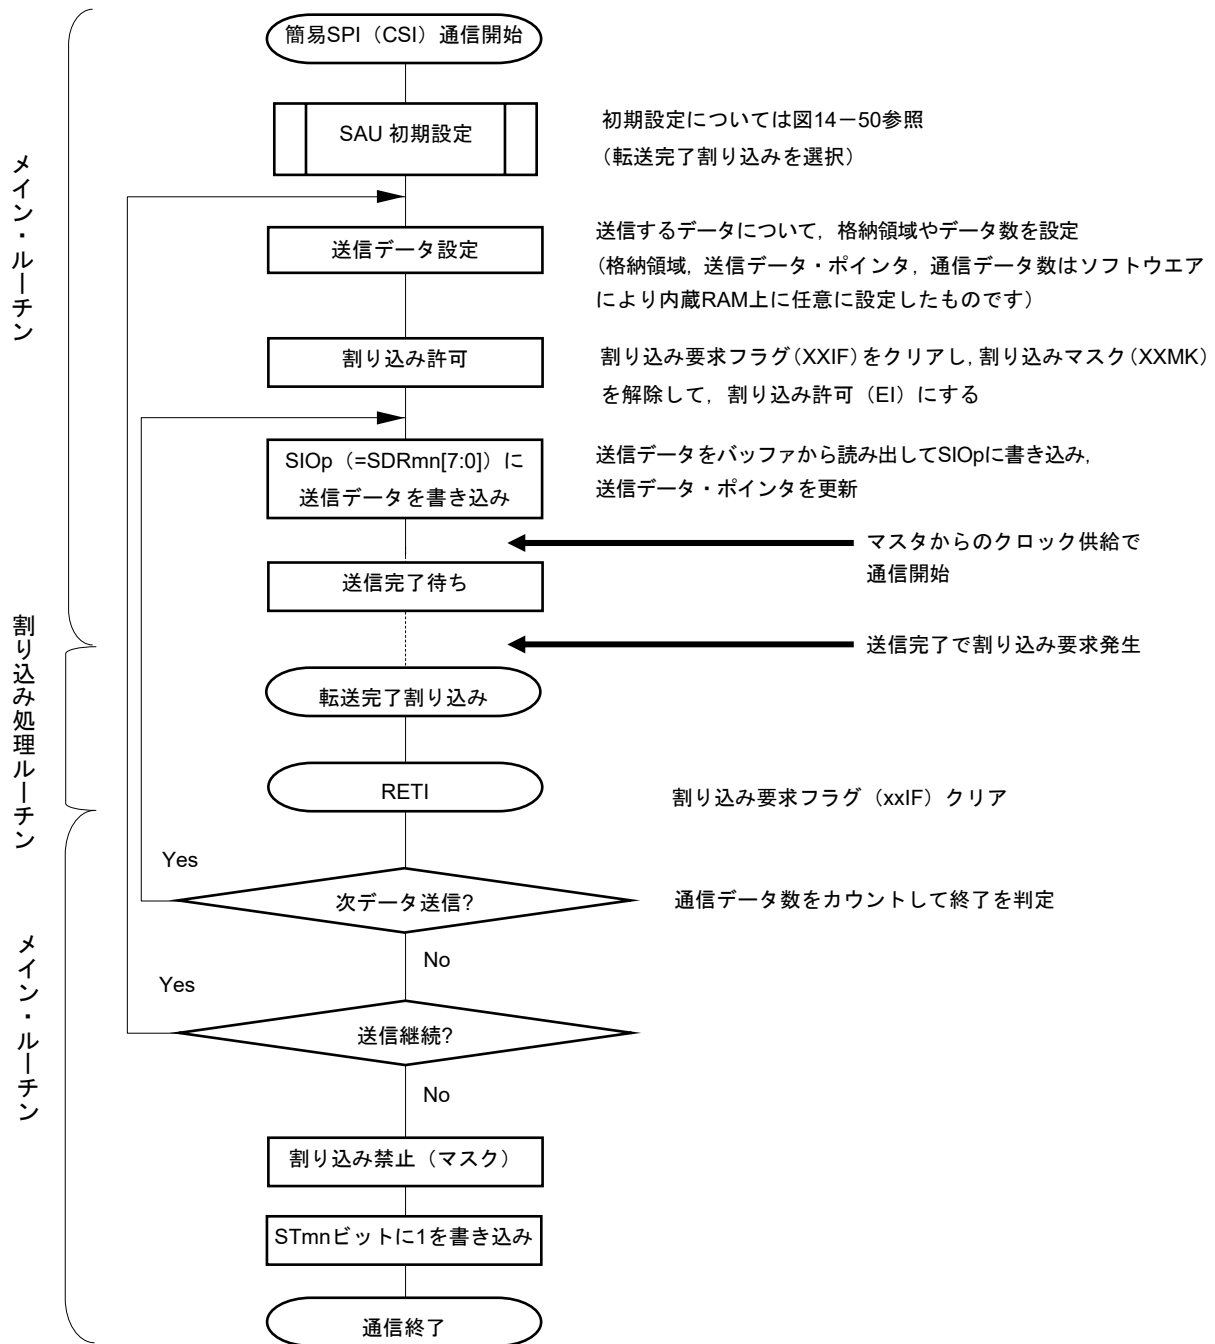 簡易SPI（CSI）通信開始
SAU 初期設定
初期設定については図14－50参照
（転送完了割り込みを選択）
メイン・ルーチン
送信データ設定
送信するデータについて，格納領域やデータ数を設定
（格納領域，送信データ・ポインタ，通信データ数はソフトウエア
により内蔵RAM上に任意に設定したものです）
割り込み許可
割り込み要求フラグ（XXIF）をクリアし，割り込みマスク（XXMK）
を解除して，割り込み許可（EI）にする
SIOp（=SDRmn[7:0]）に
送信データを書き込み
送信データをバッファから読み出してSIOpに書き込み，
送信データ・ポインタを更新
マスタからのクロック供給で
通信開始
送信完了待ち
送信完了で割り込み要求発生
割り込み処理ルーチン
転送完了割り込み
RETI
割り込み要求フラグ（xxIF）クリア
Yes
次データ送信?
通信データ数をカウントして終了を判定
No
メイン・ルーチン
Yes
送信継続?
No
割り込み禁止（マスク）
STmnビットに1を書き込み
通信終了